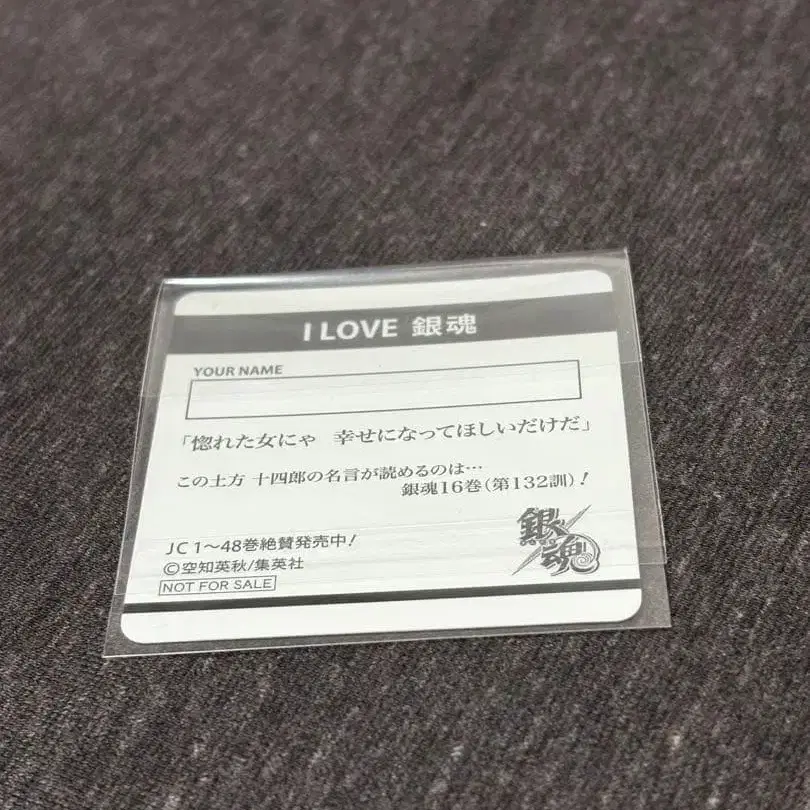 I LOVE 銀魂
YOUR NAME
「惚れた女にゃ 幸せになってほしいだけだ」
この土方 十四郎の名言が読めるのは…
銀魂16巻(第132訓)!
銀魂
JC1〜48巻絶賛発売中!
©空知英秋/集英社
NOT FOR SALE